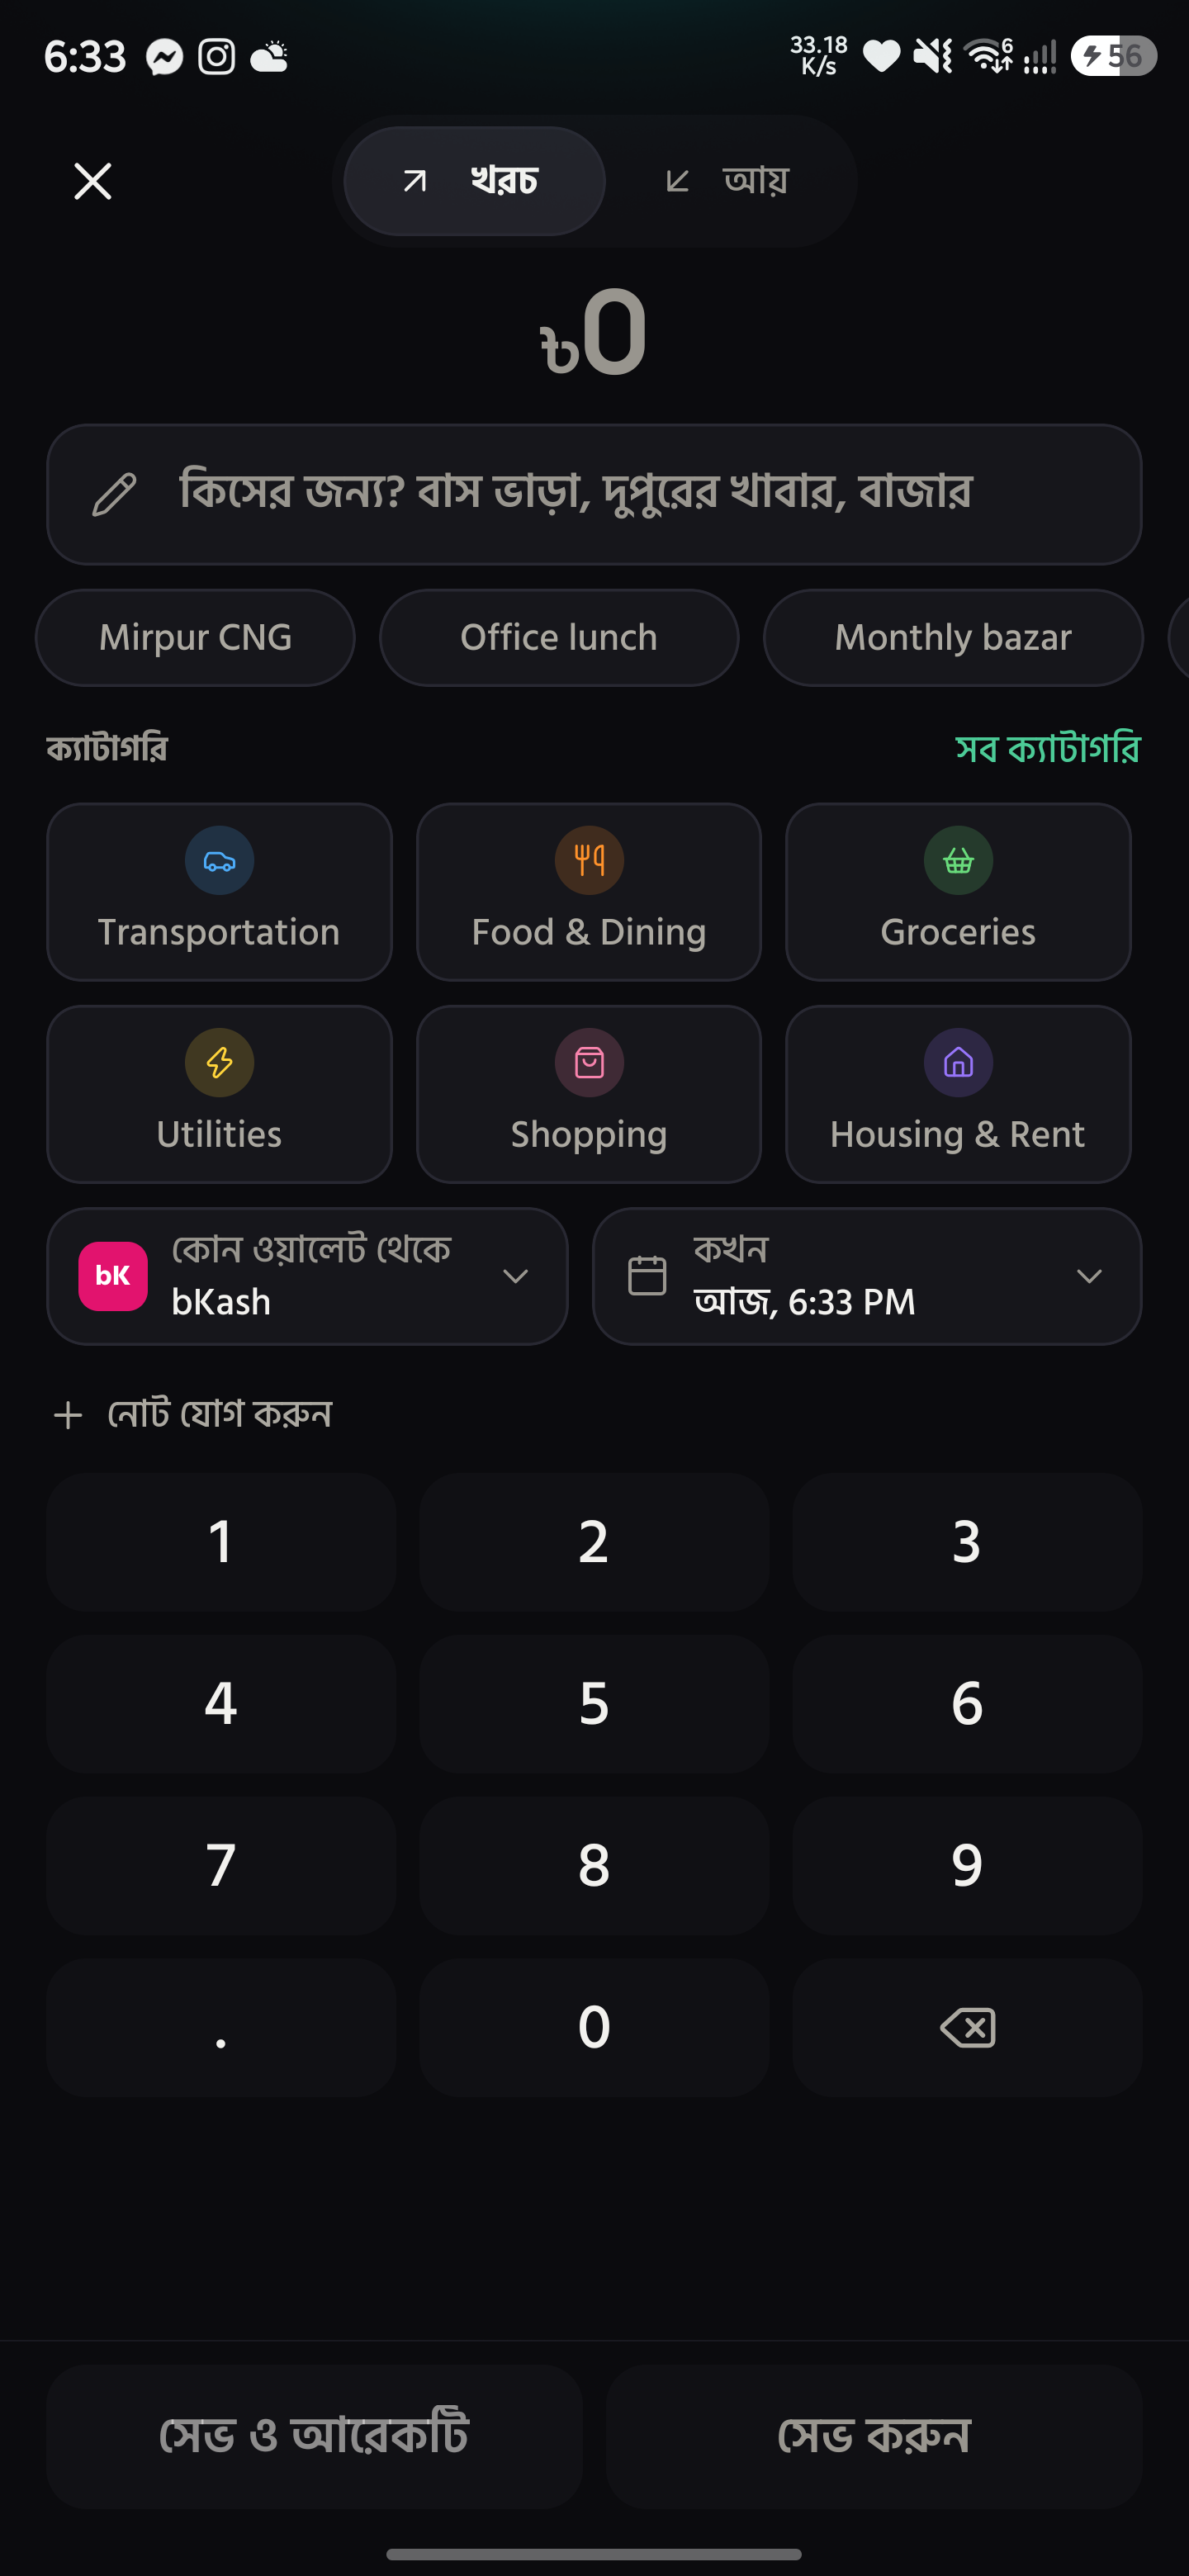 6:33 33.18 K/s 6 56
খরচ আয়
৳0
কিসের জন্য? বাস ভাড়া, দুপুরের খাবার, বাজার
Mirpur CNG Office lunch Monthly bazar
ক্যাটাগরি সব ক্যাটাগরি
Transportation Food & Dining Groceries
Utilities Shopping Housing & Rent
bK কোন ওয়ালেট থেকে
bKash
কখন
আজ, 6:33 PM
+ নোট যোগ করুন
1 2 3
4 5 6
7 8 9
. 0
সেভ ও আরেকটি সেভ করুন